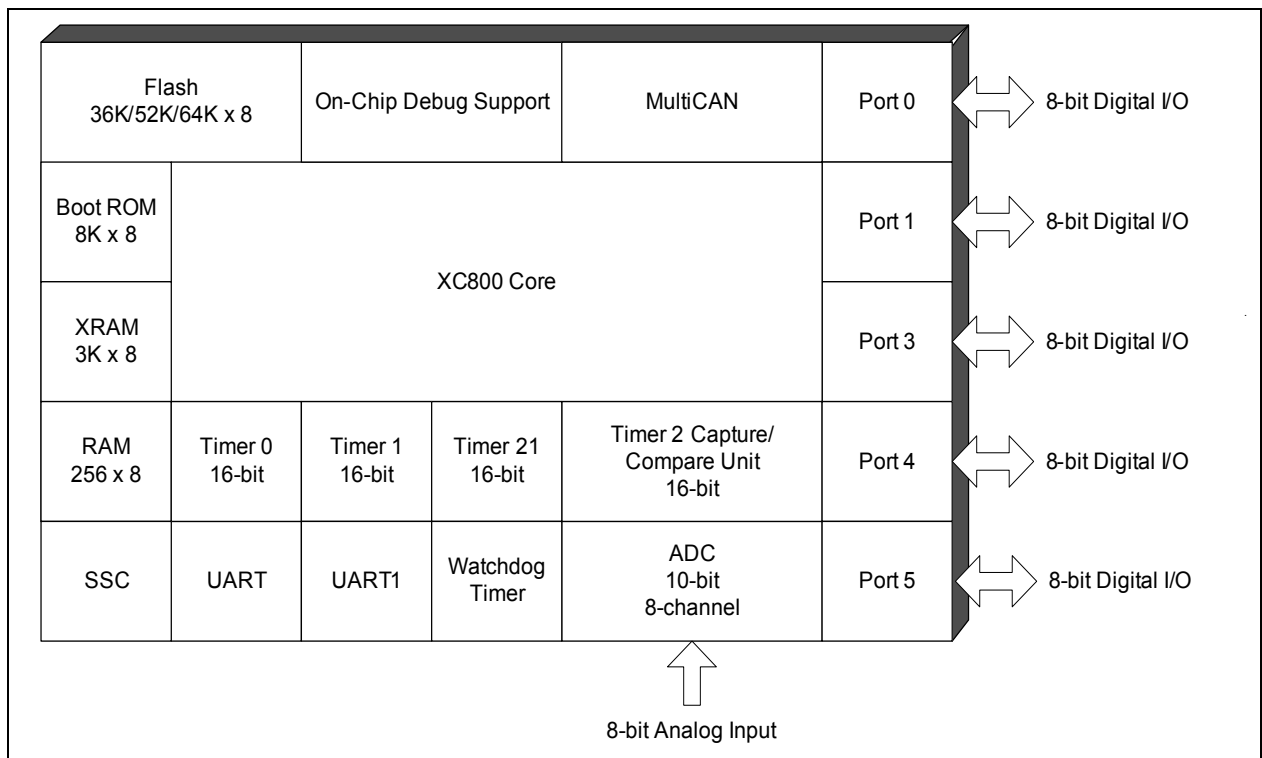 Flash
36K/52K/64K x 8
On-Chip Debug Support
MultiCAN
Port 0
8-bit Digital I/O
Boot ROM
8K x 8
XC800 Core
Port 1
8-bit Digital I/O
XRAM
3K x 8
Port 3
8-bit Digital I/O
RAM
256 x 8
Timer 0
16-bit
Timer 1
16-bit
Timer 21
16-bit
Timer 2 Capture/
Compare Unit
16-bit
Port 4
8-bit Digital I/O
SSC
UART
UART1
Watchdog
Timer
ADC
10-bit
8-channel
Port 5
8-bit Digital I/O
8-bit Analog Input